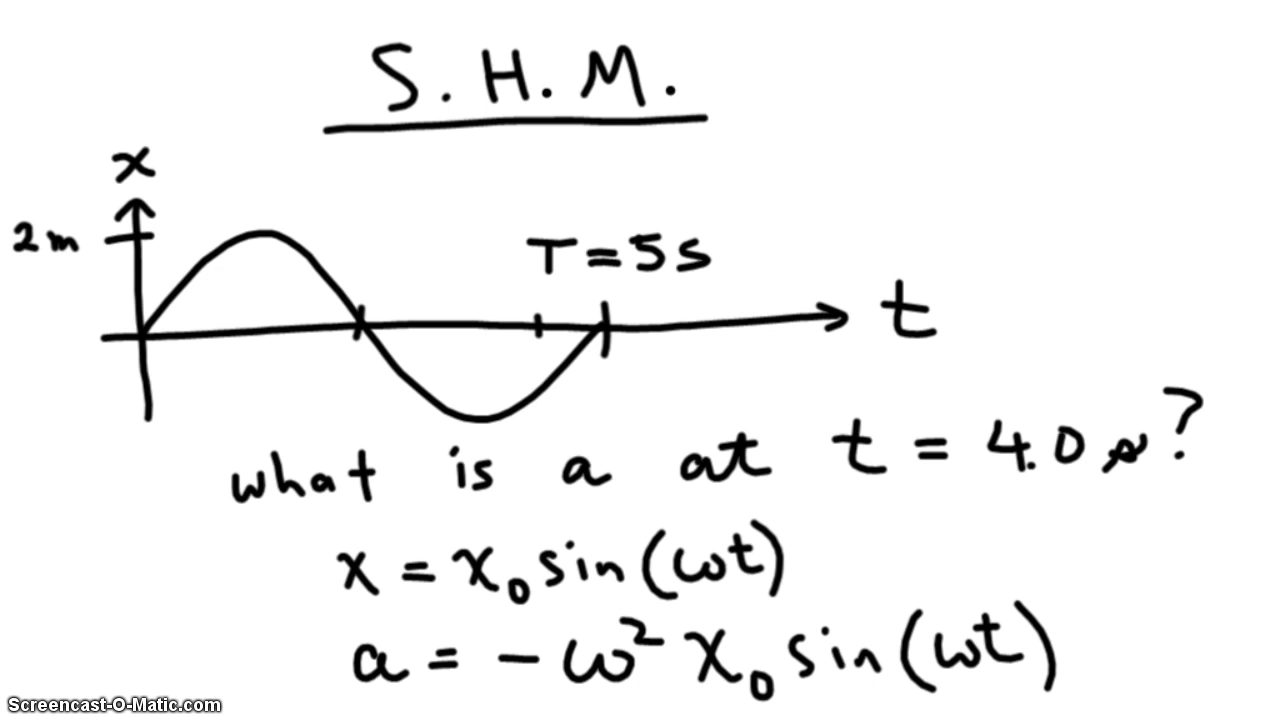 S.H.M.
x
2m
T = 5s
t
what is a at t = 4.0 s?
x = x₀ sin(ωt)
a = - ω² x₀ sin(ωt)
Screencast-O-Matic.com